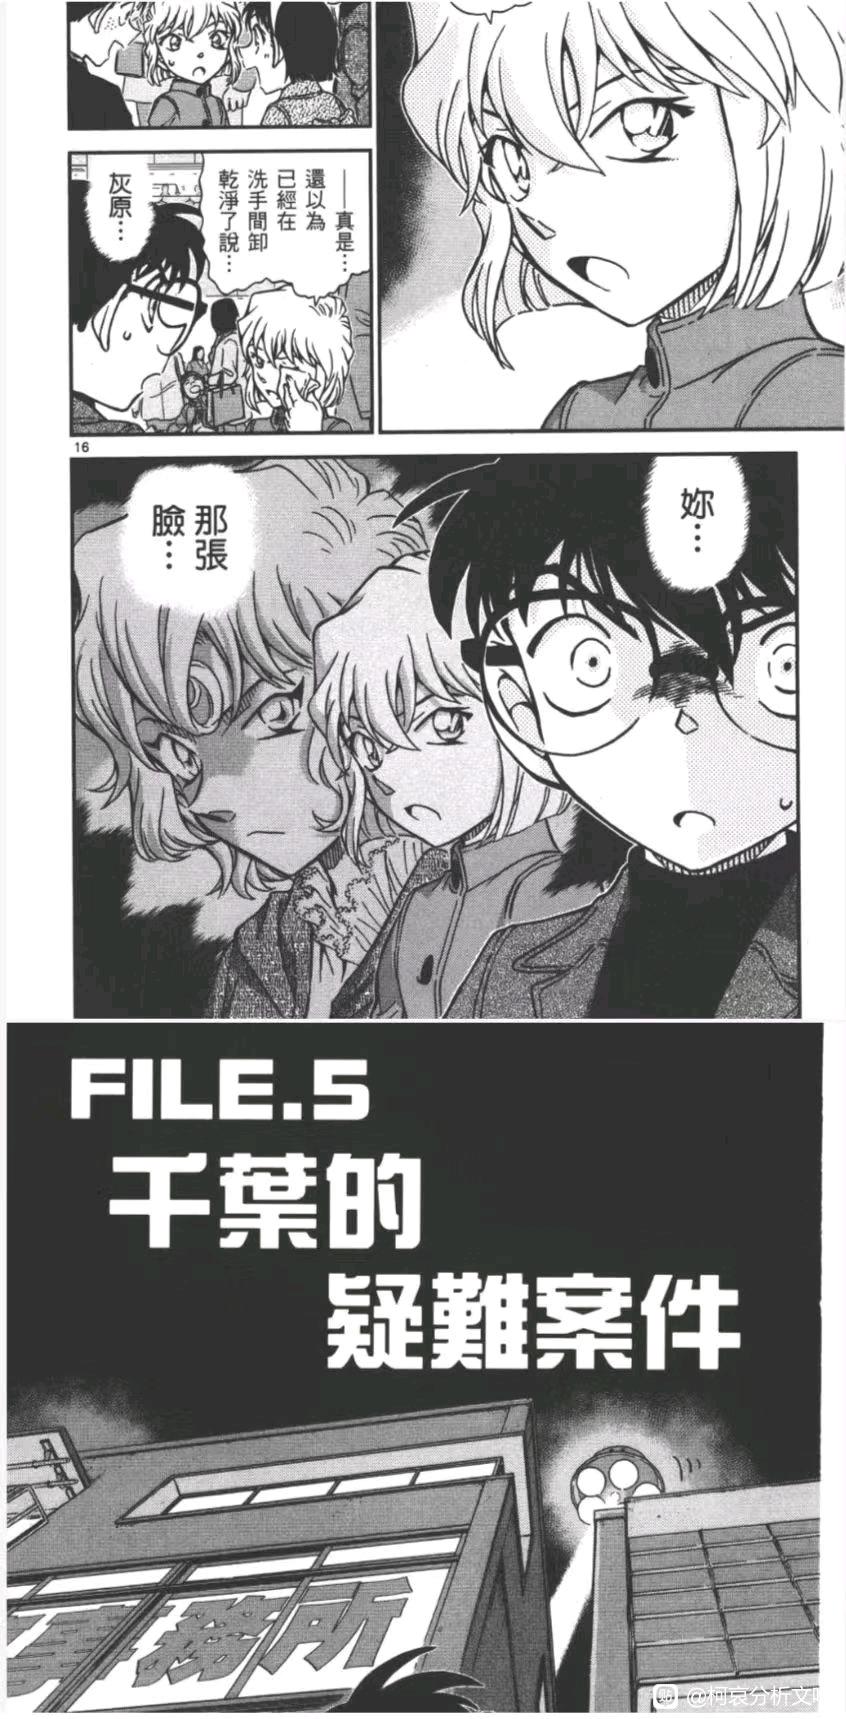 ——真是⋯
還以為
已經在
洗手間卸
乾淨了說⋯
灰原⋯
16
妳⋯
那張
臉⋯
FILE.5
千葉的
疑難案件
事務所
貼 @柯哀分析文